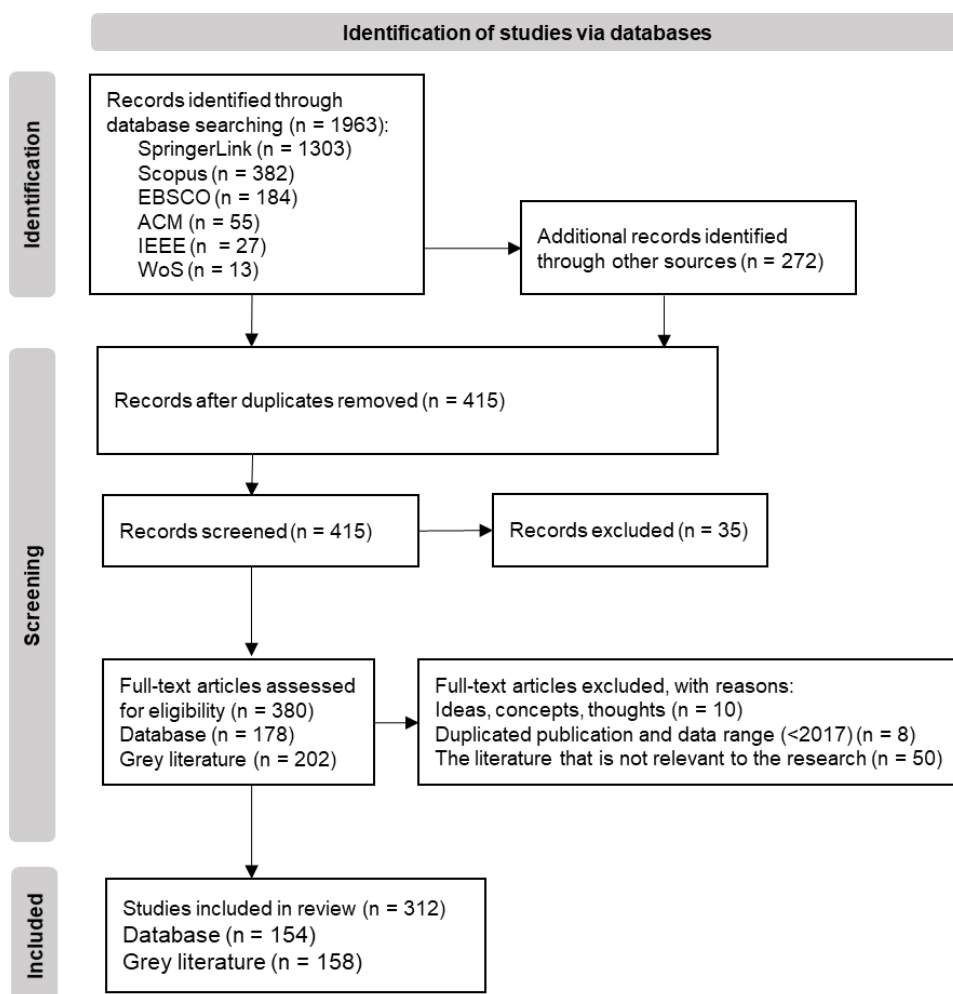 Identification of studies via databases
Identification
Records identified through
database searching (n = 1963):
SpringerLink (n = 1303)
Scopus (n = 382)
EBSCO (n = 184)
ACM (n = 55)
IEEE (n = 27)
WoS (n = 13)
Additional records identified
through other sources (n = 272)
Screening
Records after duplicates removed (n = 415)
Records screened (n = 415)
Records excluded (n = 35)
Full-text articles assessed
for eligibility (n = 380)
Database (n = 178)
Grey literature (n = 202)
Full-text articles excluded, with reasons:
Ideas, concepts, thoughts (n = 10)
Duplicated publication and data range (<2017) (n = 8)
The literature that is not relevant to the research (n = 50)
Included
Studies included in review (n = 312)
Database (n = 154)
Grey literature (n = 158)